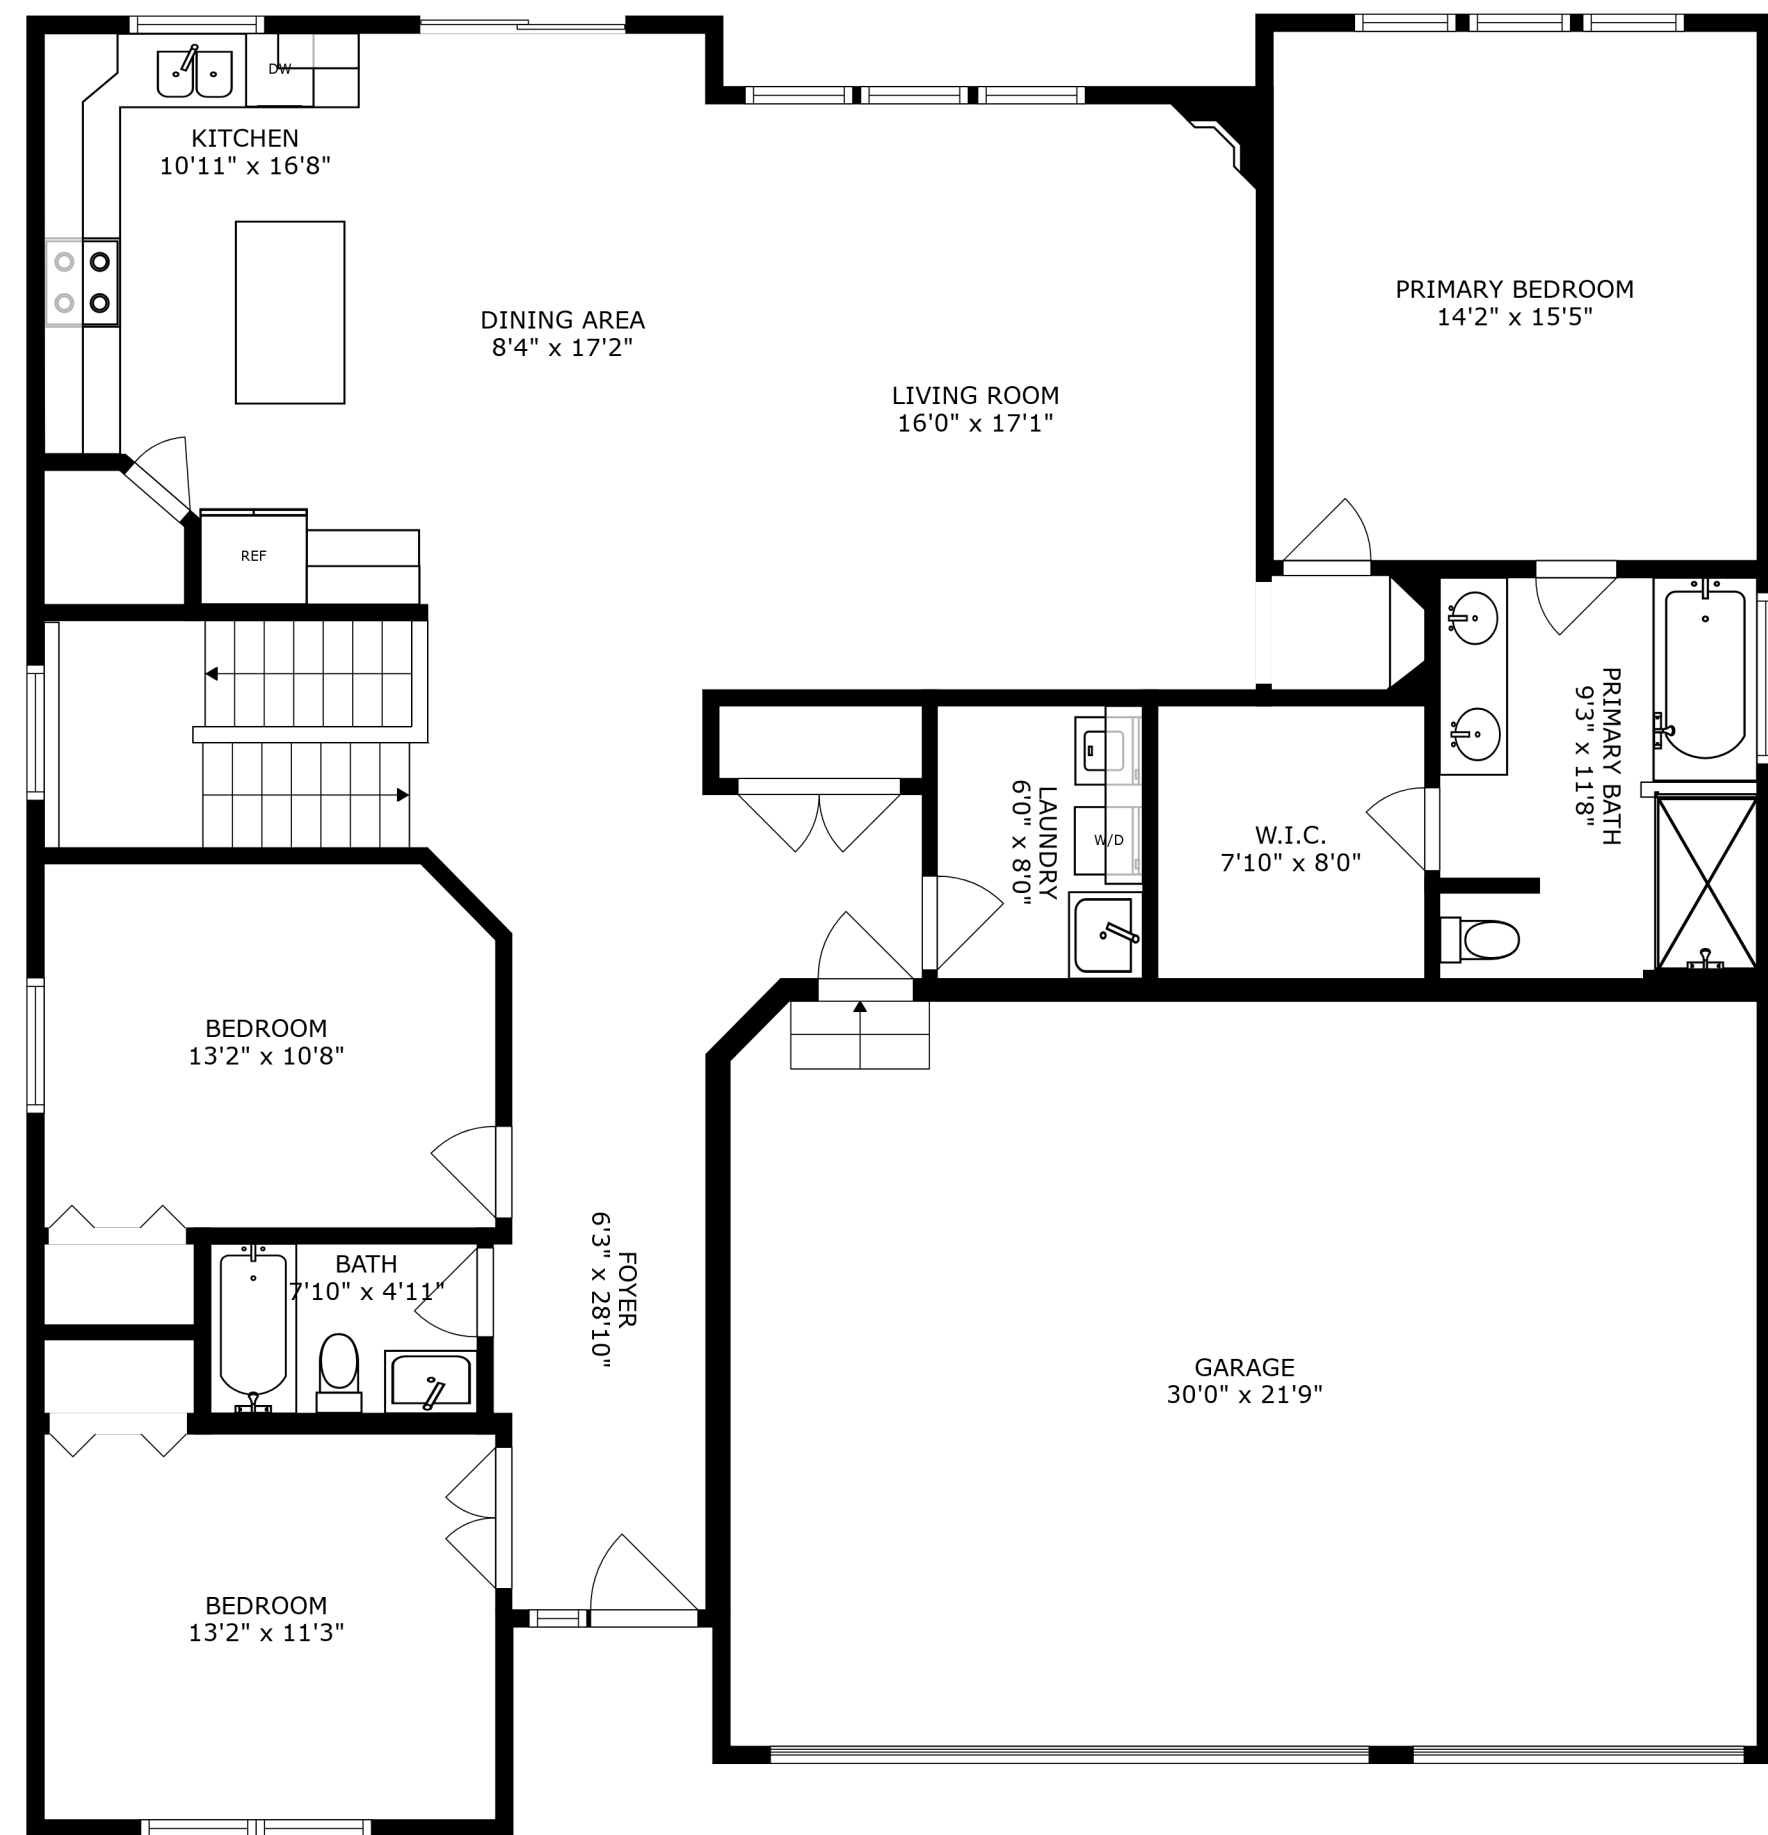 DW
KITCHEN
10'11" x 16'8"
PRIMARY BEDROOM
14'2" x 15'5"
DINING AREA
8'4" x 17'2"
LIVING ROOM
16'0" x 17'1"
REF
PRIMARY BATH
9'3" x 11'8"
LAUNDRY
6'0" x 8'0"
W/D
W.I.C.
7'10" x 8'0"
BEDROOM
13'2" x 10'8"
BATH
7'10" x 4'11"
FOYER
6'3" x 28'10"
GARAGE
30'0" x 21'9"
BEDROOM
13'2" x 11'3"